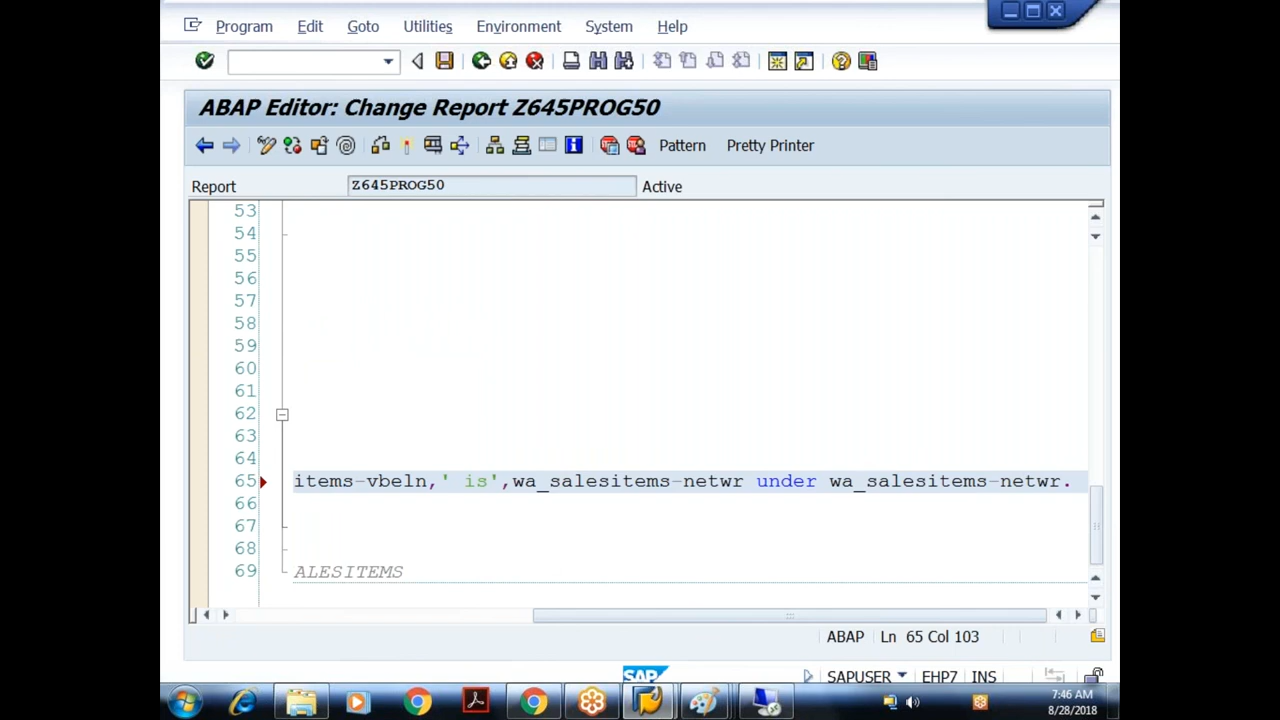 Program Edit Goto Utilities Environment System Help
ABAP Editor: Change Report Z645PROG50
Pattern Pretty Printer
Report Z645PROG50 Active
53
54
55
56
57
58
59
60
61
62
63
64
65 items-vbeln,' is',wa_salesitems-netwr under wa_salesitems-netwr.
66
67
68
69 ALESITEMS
ABAP Ln 65 Col 103
SAP SAPUSER EHP7 INS
7:46 AM
8/28/2018